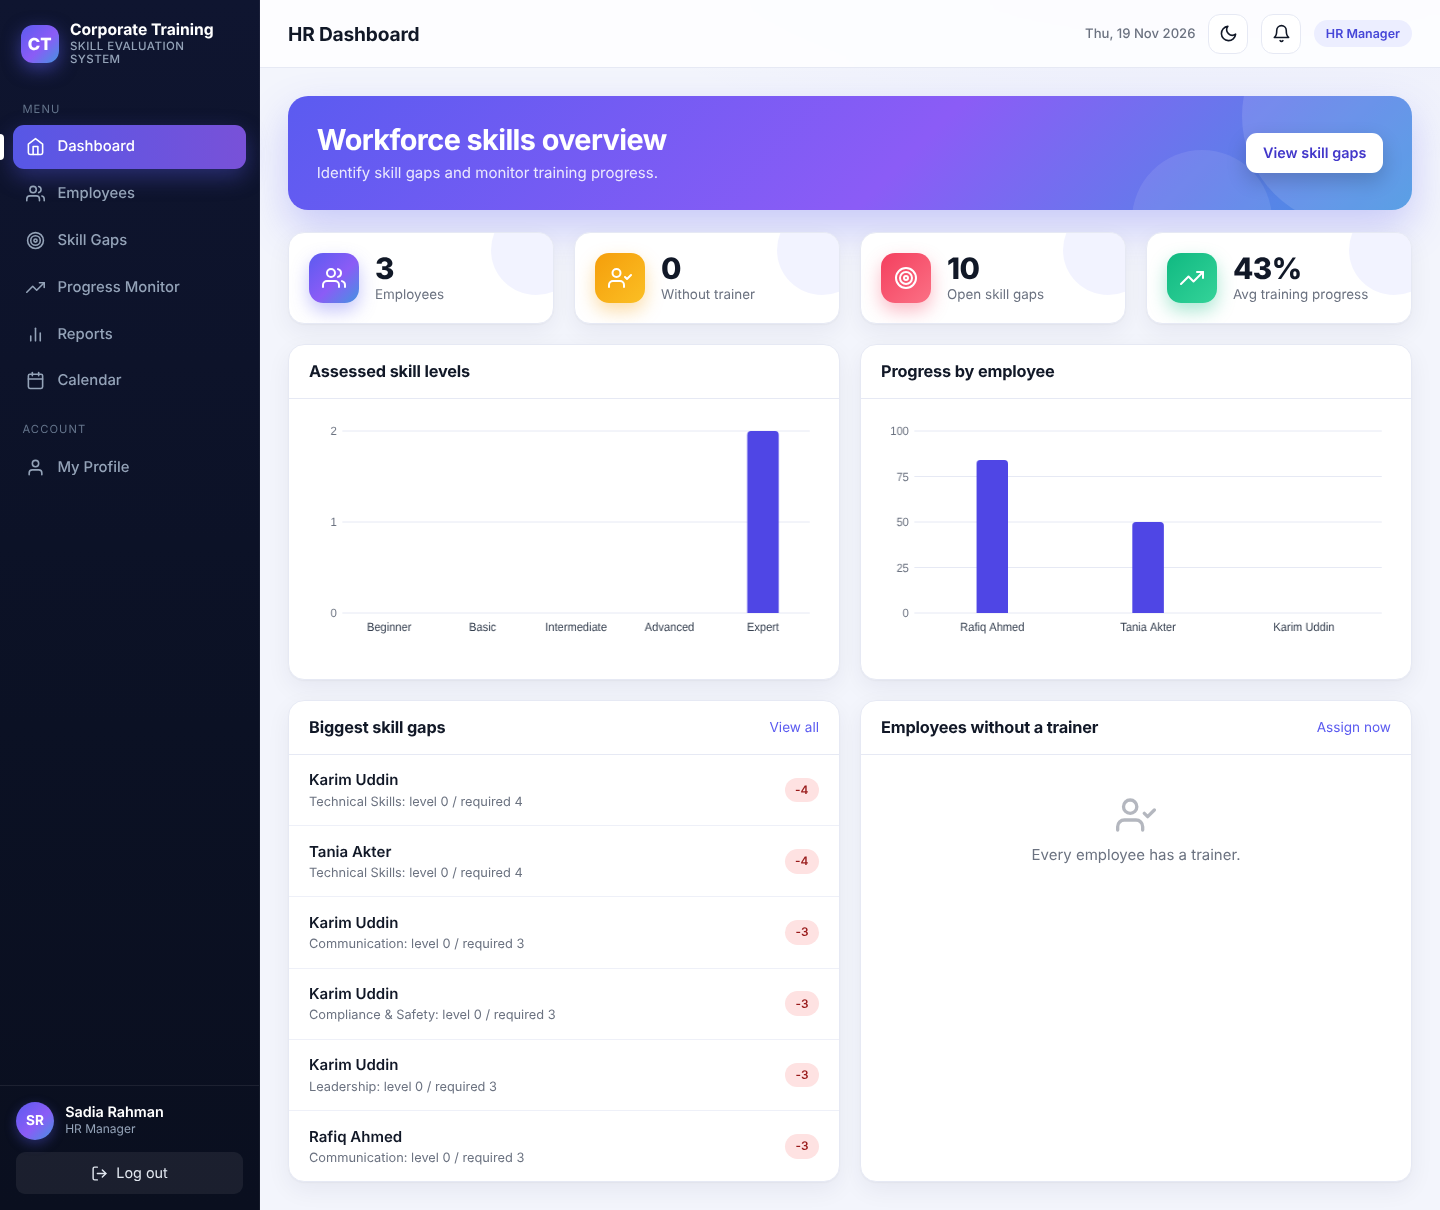 CT
Corporate Training
SKILL EVALUATION
SYSTEM
MENU
Dashboard
Employees
Skill Gaps
Progress Monitor
Reports
Calendar
ACCOUNT
My Profile
SR
Sadia Rahman
HR Manager
Log out
HR Dashboard
Thu, 19 Nov 2026
HR Manager
Workforce skills overview
Identify skill gaps and monitor training progress.
View skill gaps
3
Employees
0
Without trainer
10
Open skill gaps
43%
Avg training progress
Assessed skill levels
2
1
0
Beginner Basic Intermediate Advanced Expert
Progress by employee
100
75
50
25
0
Rafiq Ahmed Tania Akter Karim Uddin
Biggest skill gaps View all
Karim Uddin
Technical Skills: level 0 / required 4
-4
Tania Akter
Technical Skills: level 0 / required 4
-4
Karim Uddin
Communication: level 0 / required 3
-3
Karim Uddin
Compliance & Safety: level 0 / required 3
-3
Karim Uddin
Leadership: level 0 / required 3
-3
Rafiq Ahmed
Communication: level 0 / required 3
-3
Employees without a trainer Assign now
Every employee has a trainer.